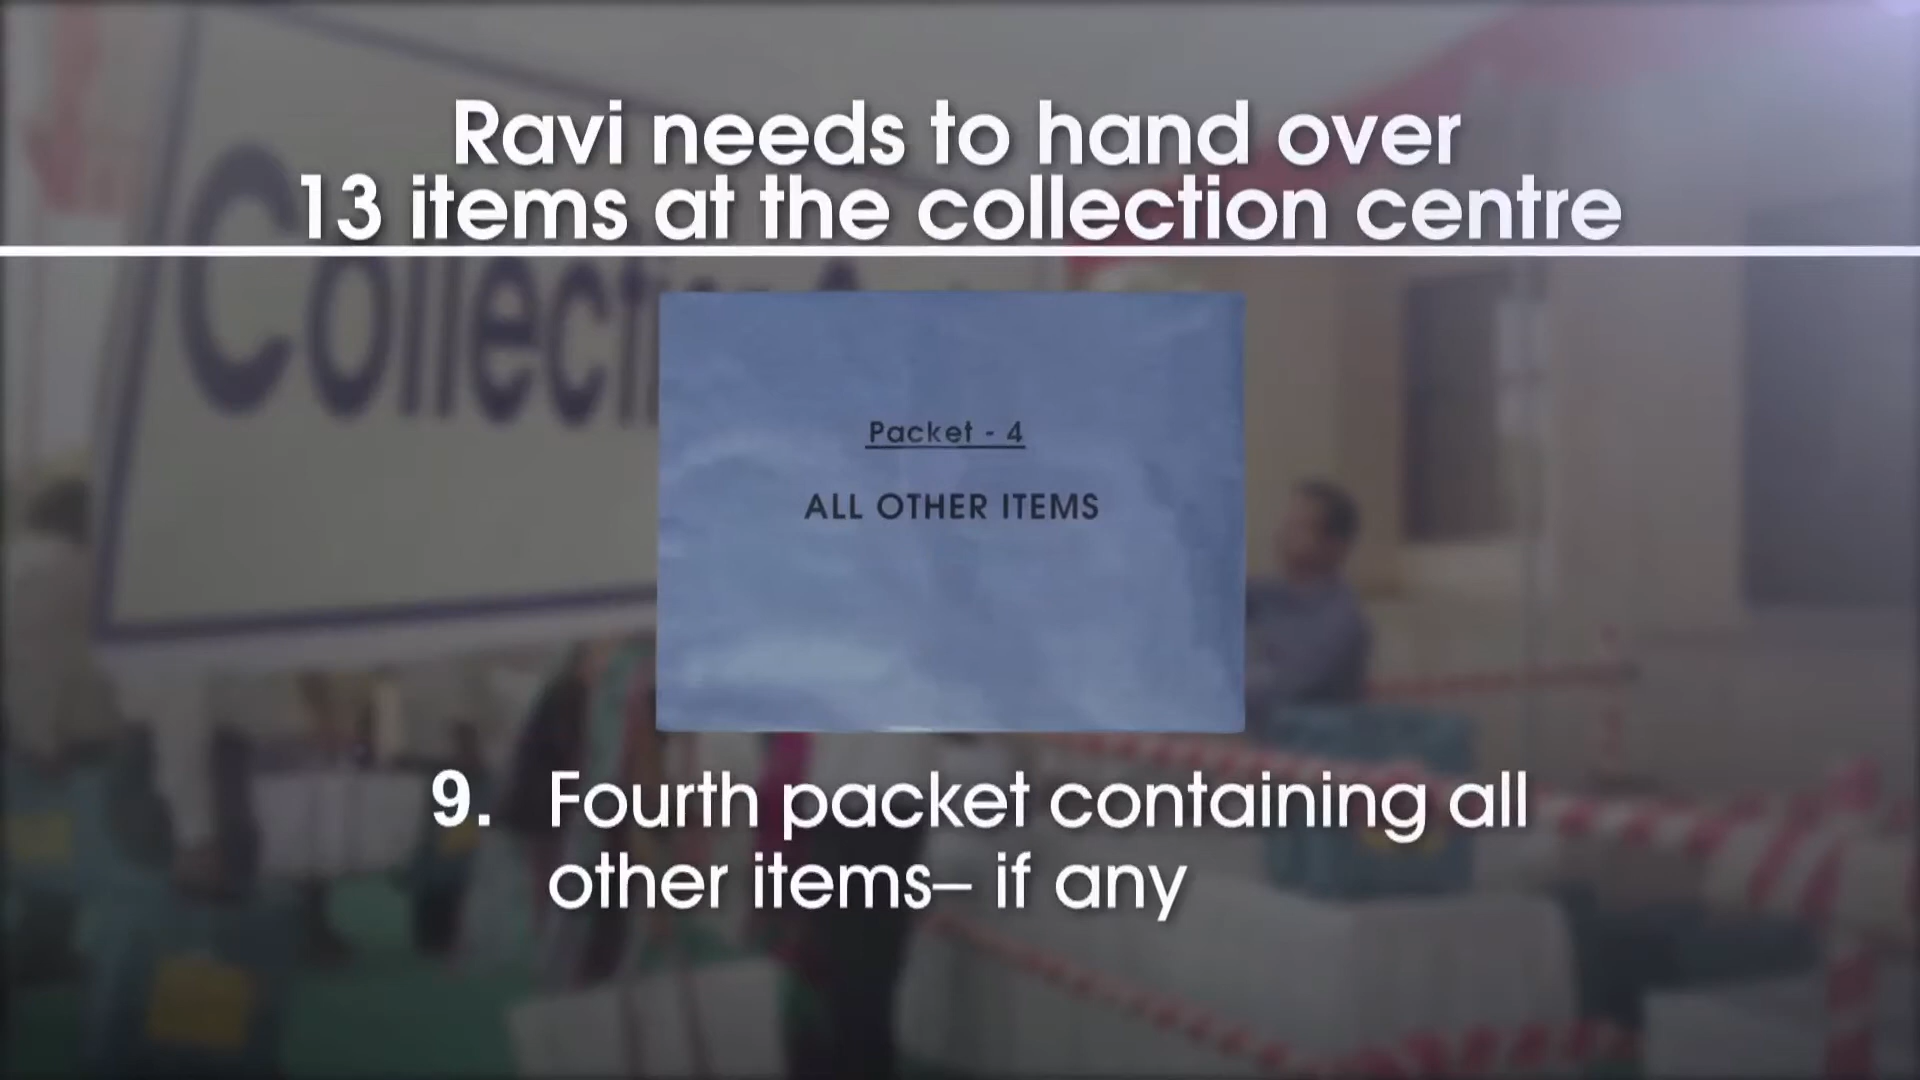 Ravi needs to hand over
13 items at the collection centre
Collect
Packet - 4
ALL OTHER ITEMS
9. Fourth packet containing all
other items– if any